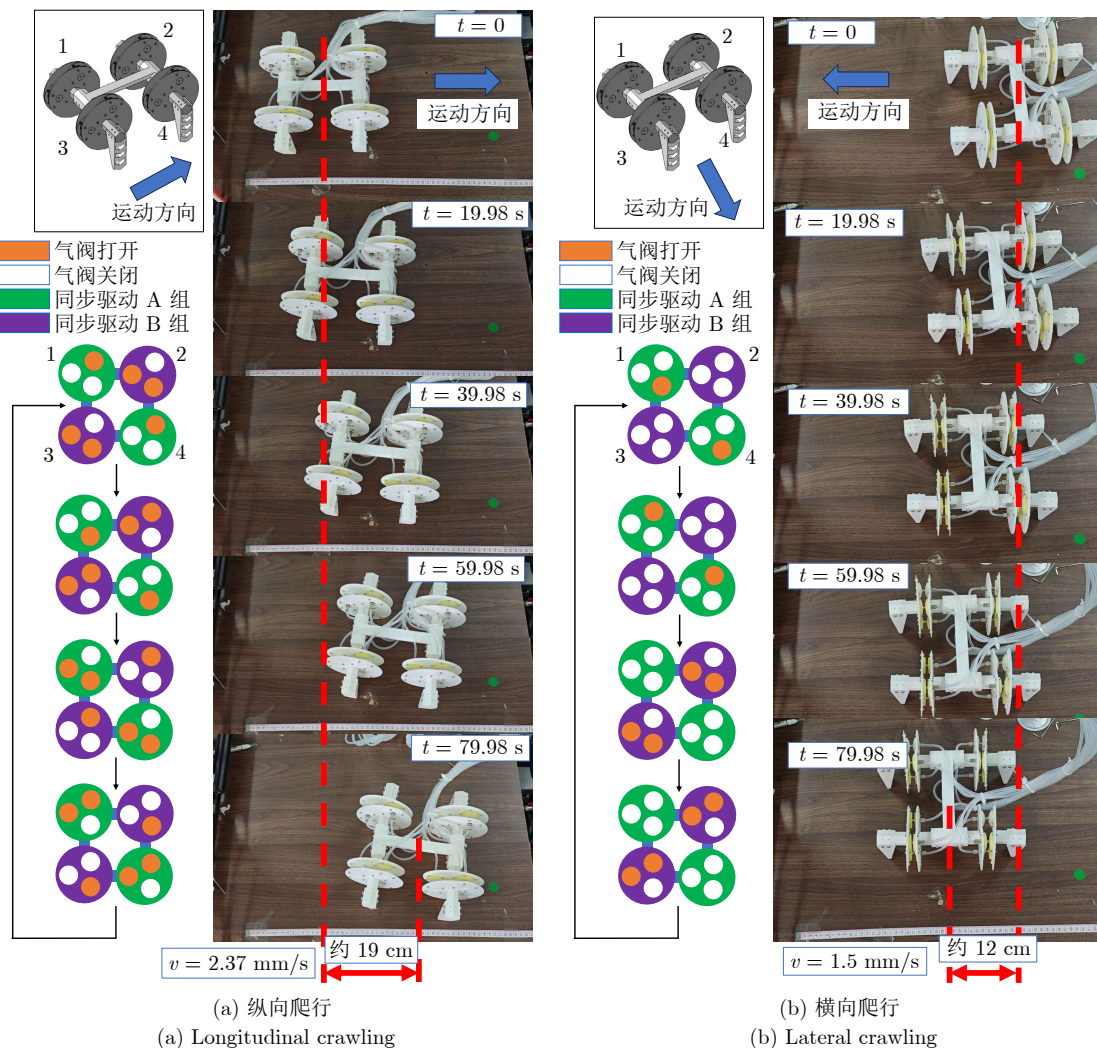 1
2
3
4
运动方向
气阀打开
气阀关闭
同步驱动 A 组
同步驱动 B 组
1
2
3
4
t = 0
运动方向
t = 19.98 s
t = 39.98 s
t = 59.98 s
t = 79.98 s
v = 2.37 mm/s
约 19 cm
(a) 纵向爬行
(a) Longitudinal crawling
1
2
3
4
运动方向
气阀打开
气阀关闭
同步驱动 A 组
同步驱动 B 组
1
2
3
4
t = 0
运动方向
t = 19.98 s
t = 39.98 s
t = 59.98 s
t = 79.98 s
v = 1.5 mm/s
约 12 cm
(b) 横向爬行
(b) Lateral crawling